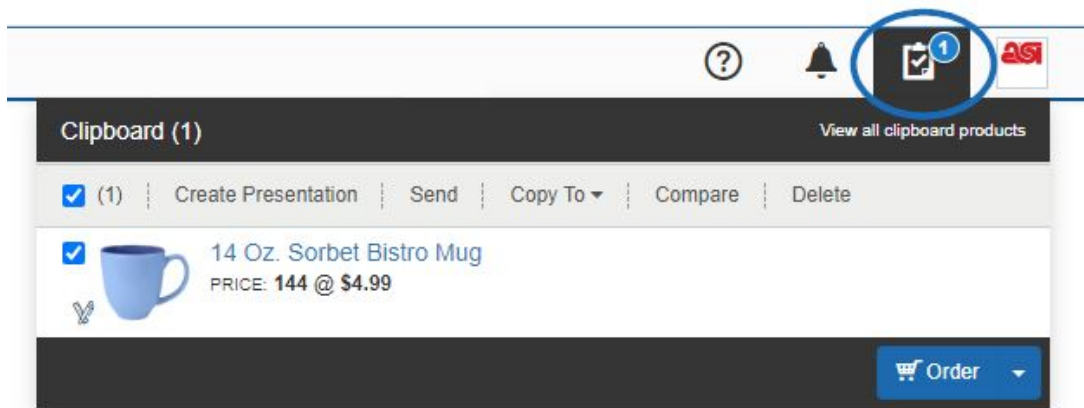 ? 1 asi
Clipboard (1) View all clipboard products
(1) Create Presentation Send Copy To Compare Delete
14 Oz. Sorbet Bistro Mug
PRICE: 144 @ $4.99
Order